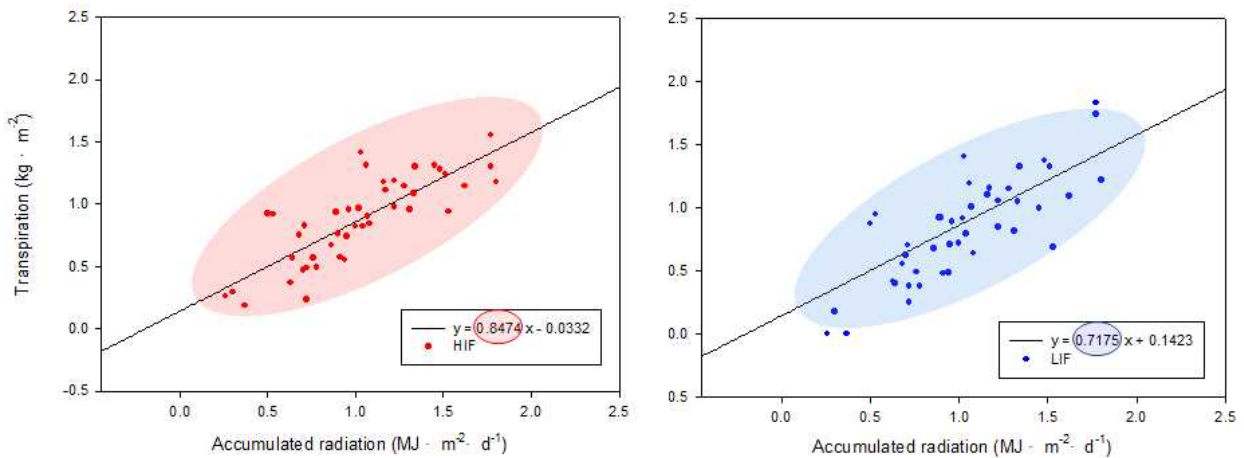 2.5
2.0
1.5
1.0
0.5
0.0
-0.5
Transpiration (kg · m-2)
y = 0.8474 x - 0.0332
HIF
0.0 0.5 1.0 1.5 2.0 2.5
Accumulated radiation (MJ · m-2· d-1)
2.5
2.0
1.5
1.0
0.5
0.0
0.5
y = 0.7175 x + 0.1423
LIF
0.0 0.5 1.0 1.5 2.0 2.5
Accumulated radiation (MJ · m-2· d-1)